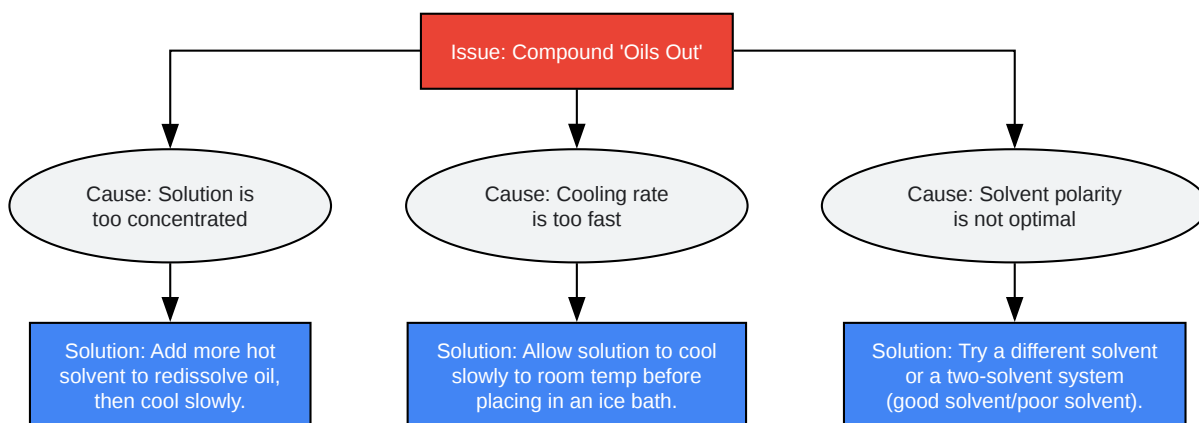 Issue: Compound 'Oils Out'
Cause: Solution is
too concentrated
Cause: Cooling rate
is too fast
Cause: Solvent polarity
is not optimal
Solution: Add more hot
solvent to redissolve oil,
then cool slowly.
Solution: Allow solution to cool
slowly to room temp before
placing in an ice bath.
Solution: Try a different solvent
or a two-solvent system
(good solvent/poor solvent).